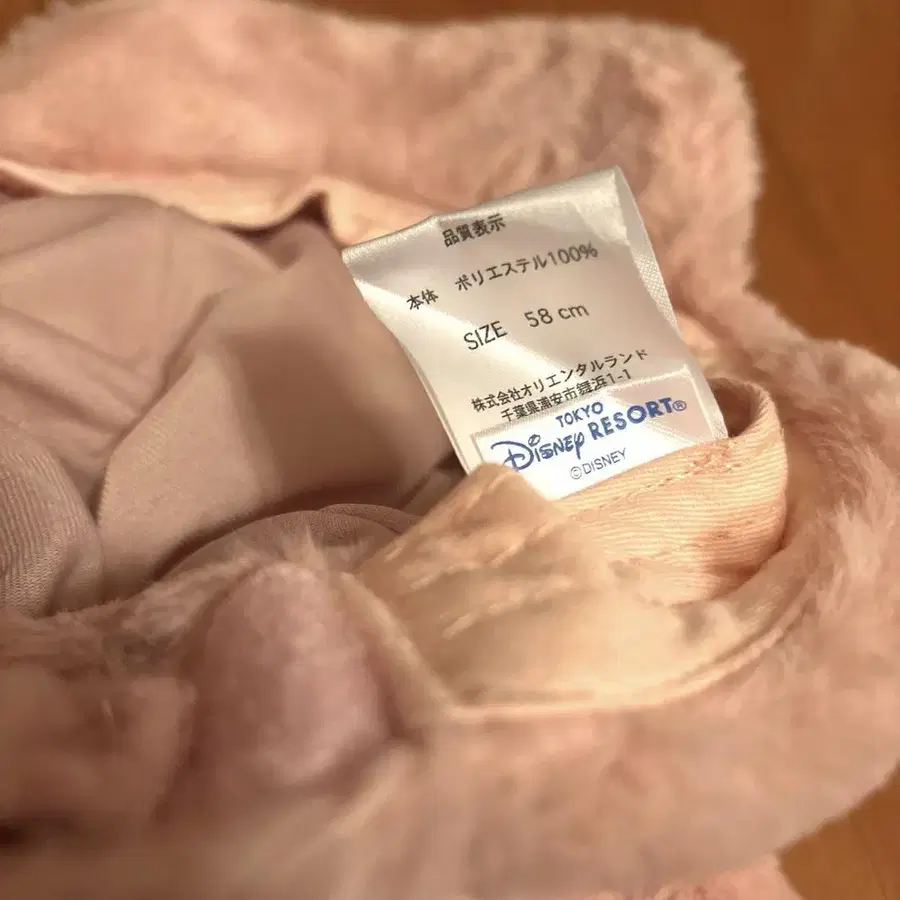 品質表示
本体 ポリエステル100%
SIZE 58 cm
株式会社オリエンタルランド
千葉県浦安市舞浜1-1
TOKYO
Disney RESORT®
©DISNEY